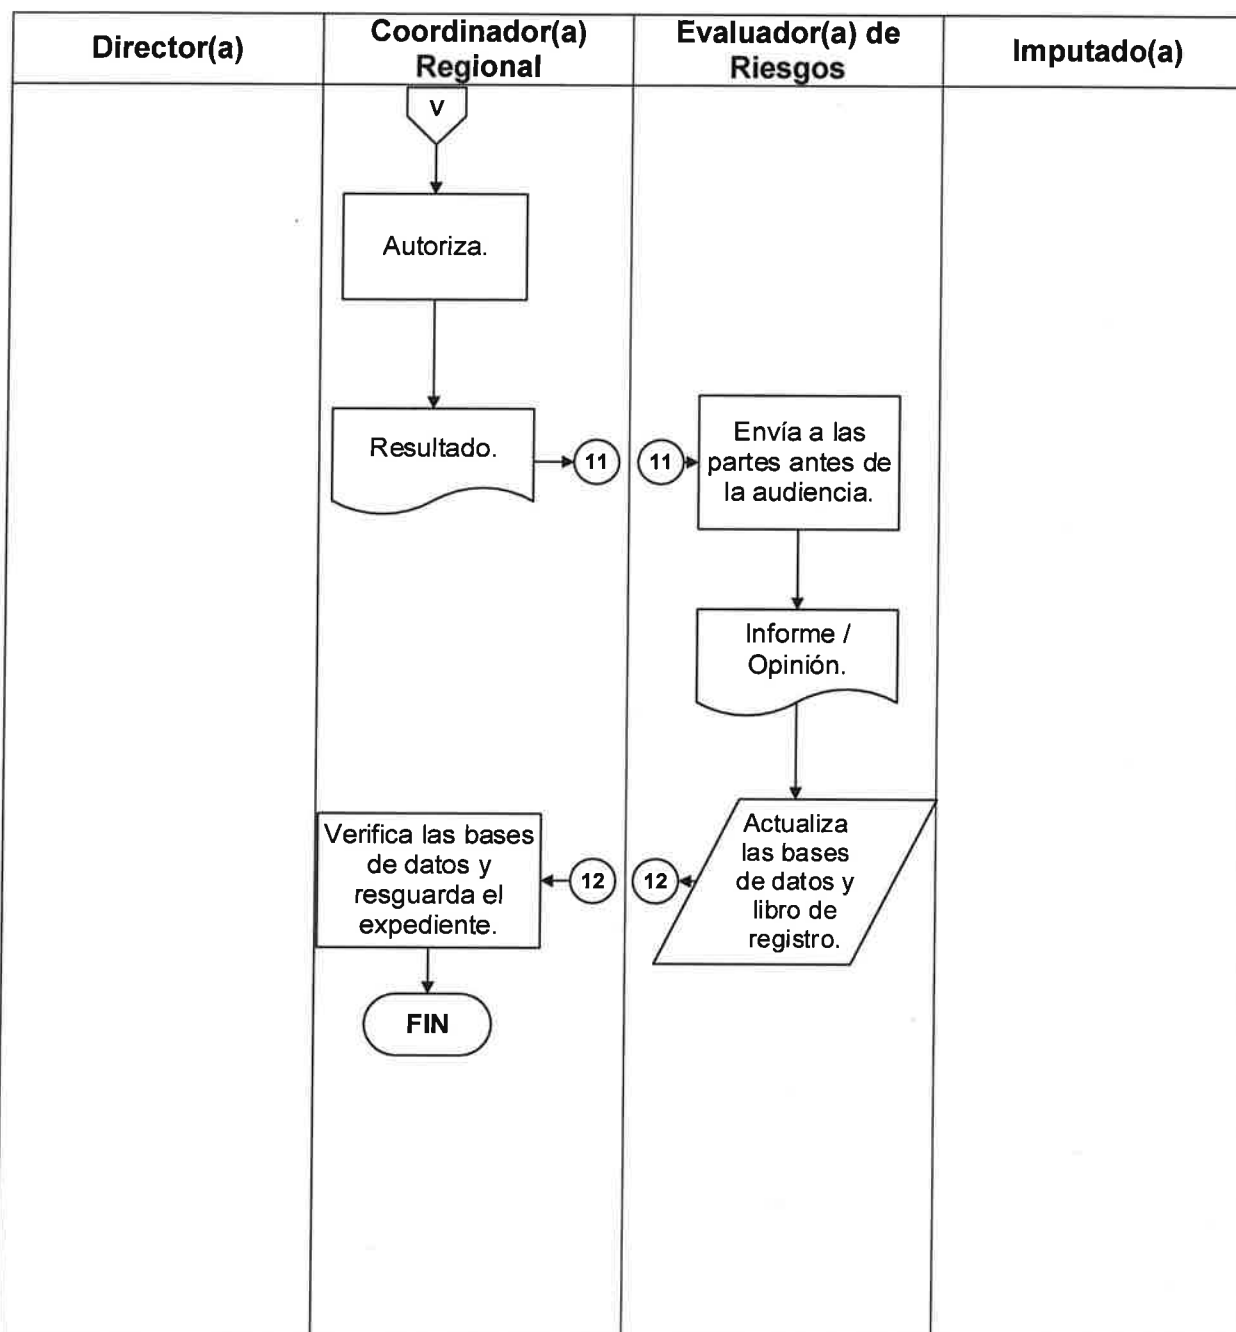 Director(a)
Coordinador(a)
Regional
Evaluador(a) de
Riesgos
Imputado(a)
V
Autoriza.
Resultado.
11
11
Envía a las
partes antes de
la audiencia.
Informe /
Opinión.
Actualiza
las bases
de datos y
libro de
registro.
12
12
Verifica las bases
de datos y
resguarda el
expediente.
FIN